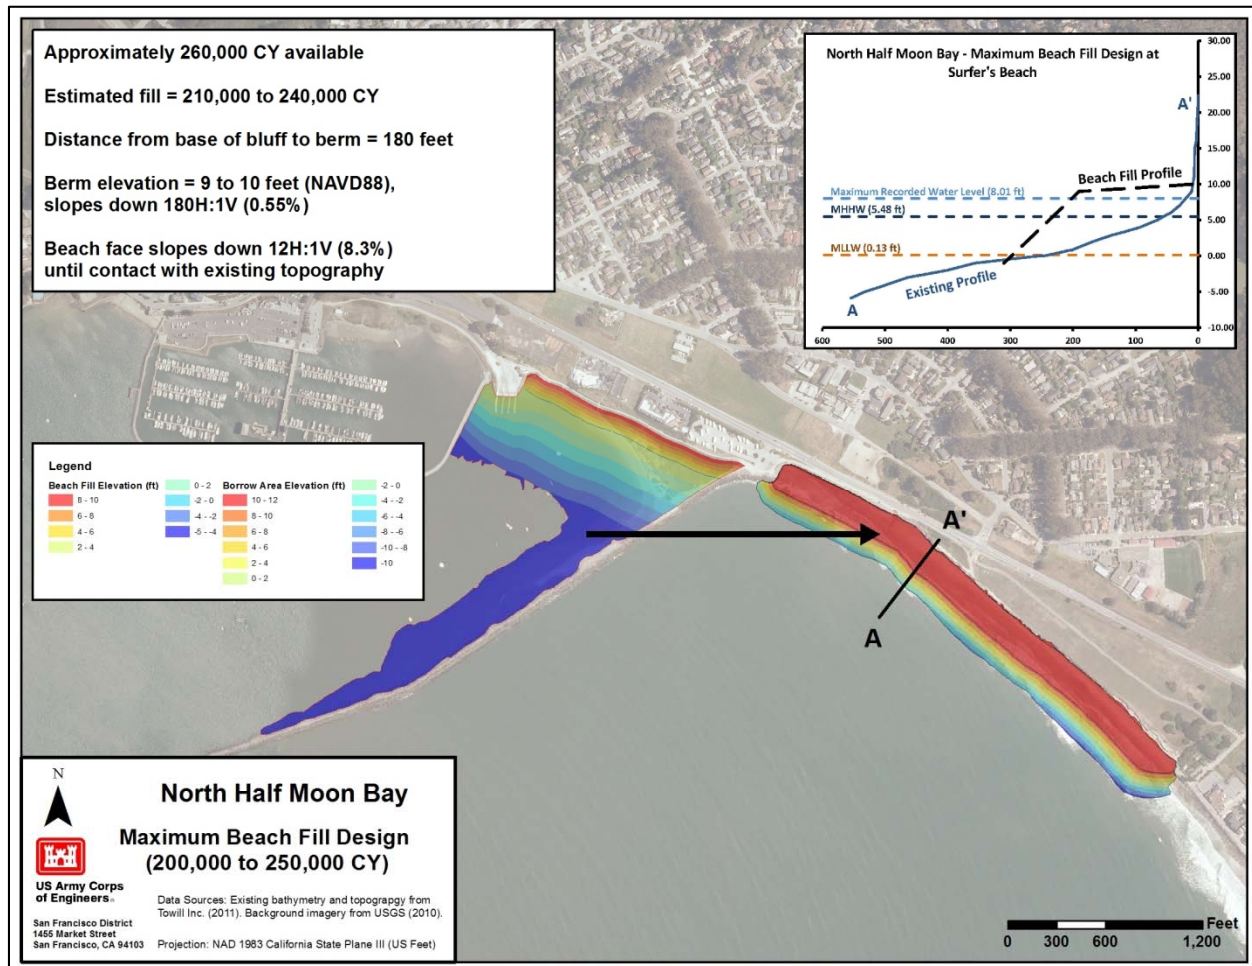 Approximately 260,000 CY available
Estimated fill = 210,000 to 240,000 CY
Distance from base of bluff to berm = 180 feet
Berm elevation = 9 to 10 feet (NAVD88),
slopes down 180H:1V (0.55%)
Beach face slopes down 12H:1V (8.3%)
until contact with existing topography
North Half Moon Bay - Maximum Beach Fill Design at
Surfer's Beach
30.00
25.00
20.00
15.00
10.00
5.00
0.00
-5.00
-10.00
A'
Beach Fill Profile
Maximum Recorded Water Level (8.01 ft)
MHHW (5.48 ft)
MLLW (0.13 ft)
Existing Profile
A
600
500
400
300
200
100
0
Legend
Beach Fill Elevation (ft)
8 - 10
6 - 8
4 - 6
2 - 4
0 - 2
-2 - 0
-4 - -2
-5 - -4
Borrow Area Elevation (ft)
10 - 12
8 - 10
6 - 8
4 - 6
2 - 4
0 - 2
-2 - 0
-4 - -2
-6 - -4
-8 - -6
-10 - -8
-10
A'
A
N
US Army Corps
of Engineers®
San Francisco District
1455 Market Street
San Francisco, CA 94103
North Half Moon Bay
Maximum Beach Fill Design
(200,000 to 250,000 CY)
Data Sources: Existing bathymetry and topograpgy from
Towill Inc. (2011). Background imagery from USGS (2010).
Projection: NAD 1983 California State Plane III (US Feet)
Feet
0 300 600 1,200